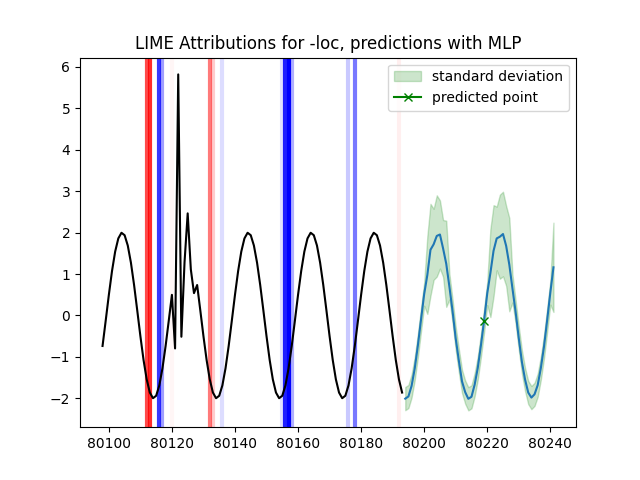 LIME Attributions for -loc, predictions with MLP
standard deviation
predicted point
6
5
4
3
2
1
0
−1
−2
80100 80120 80140 80160 80180 80200 80220 80240